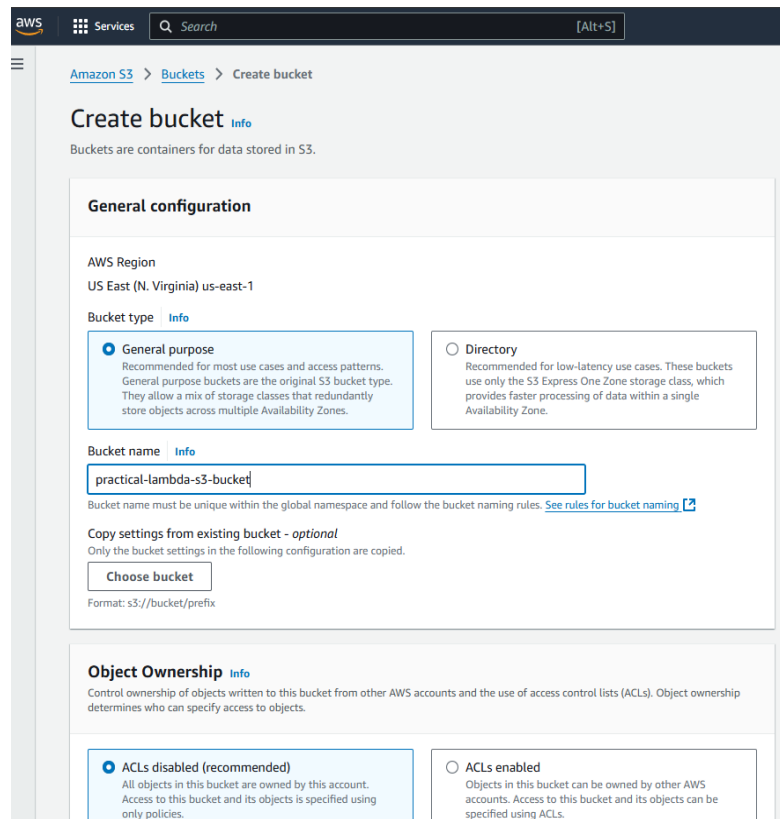 aws
Services
Search
[Alt+S]
Amazon S3 > Buckets > Create bucket
Create bucket Info
Buckets are containers for data stored in S3.
General configuration
AWS Region
US East (N. Virginia) us-east-1
Bucket type Info
General purpose
Recommended for most use cases and access patterns.
General purpose buckets are the original S3 bucket type.
They allow a mix of storage classes that redundantly
store objects across multiple Availability Zones.
Directory
Recommended for low-latency use cases. These buckets
use only the S3 Express One Zone storage class, which
provides faster processing of data within a single
Availability Zone.
Bucket name Info
practical-lambda-s3-bucket
Bucket name must be unique within the global namespace and follow the bucket naming rules. See rules for bucket naming
Copy settings from existing bucket - optional
Only the bucket settings in the following configuration are copied.
Choose bucket
Format: s3://bucket/prefix
Object Ownership Info
Control ownership of objects written to this bucket from other AWS accounts and the use of access control lists (ACLs). Object ownership
determines who can specify access to objects.
ACLs disabled (recommended)
All objects in this bucket are owned by this account.
Access to this bucket and its objects is specified using
only policies.
ACLs enabled
Objects in this bucket can be owned by other AWS
accounts. Access to this bucket and its objects can be
specified using ACLs.